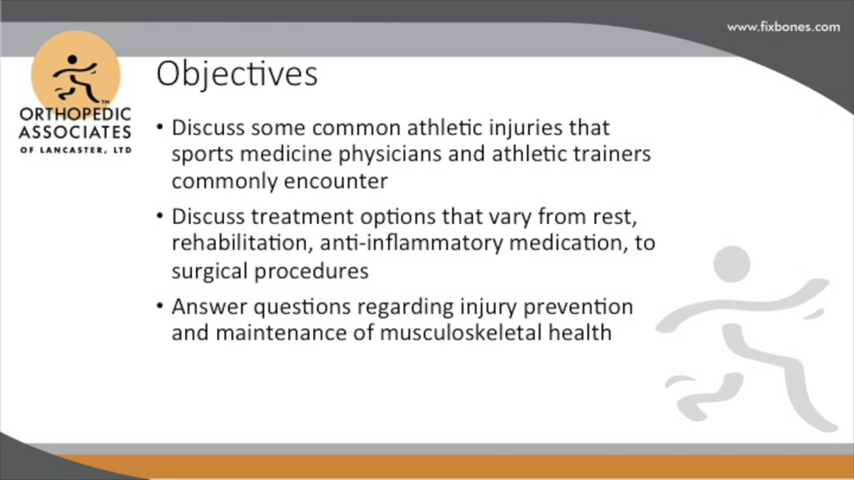 www.fixbones.com
ORTHOPEDIC
ASSOCIATES
OF LANCASTER, LTD
TM
Objectives
• Discuss some common athletic injuries that
sports medicine physicians and athletic trainers
commonly encounter
• Discuss treatment options that vary from rest,
rehabilitation, anti-inflammatory medication, to
surgical procedures
• Answer questions regarding injury prevention
and maintenance of musculoskeletal health